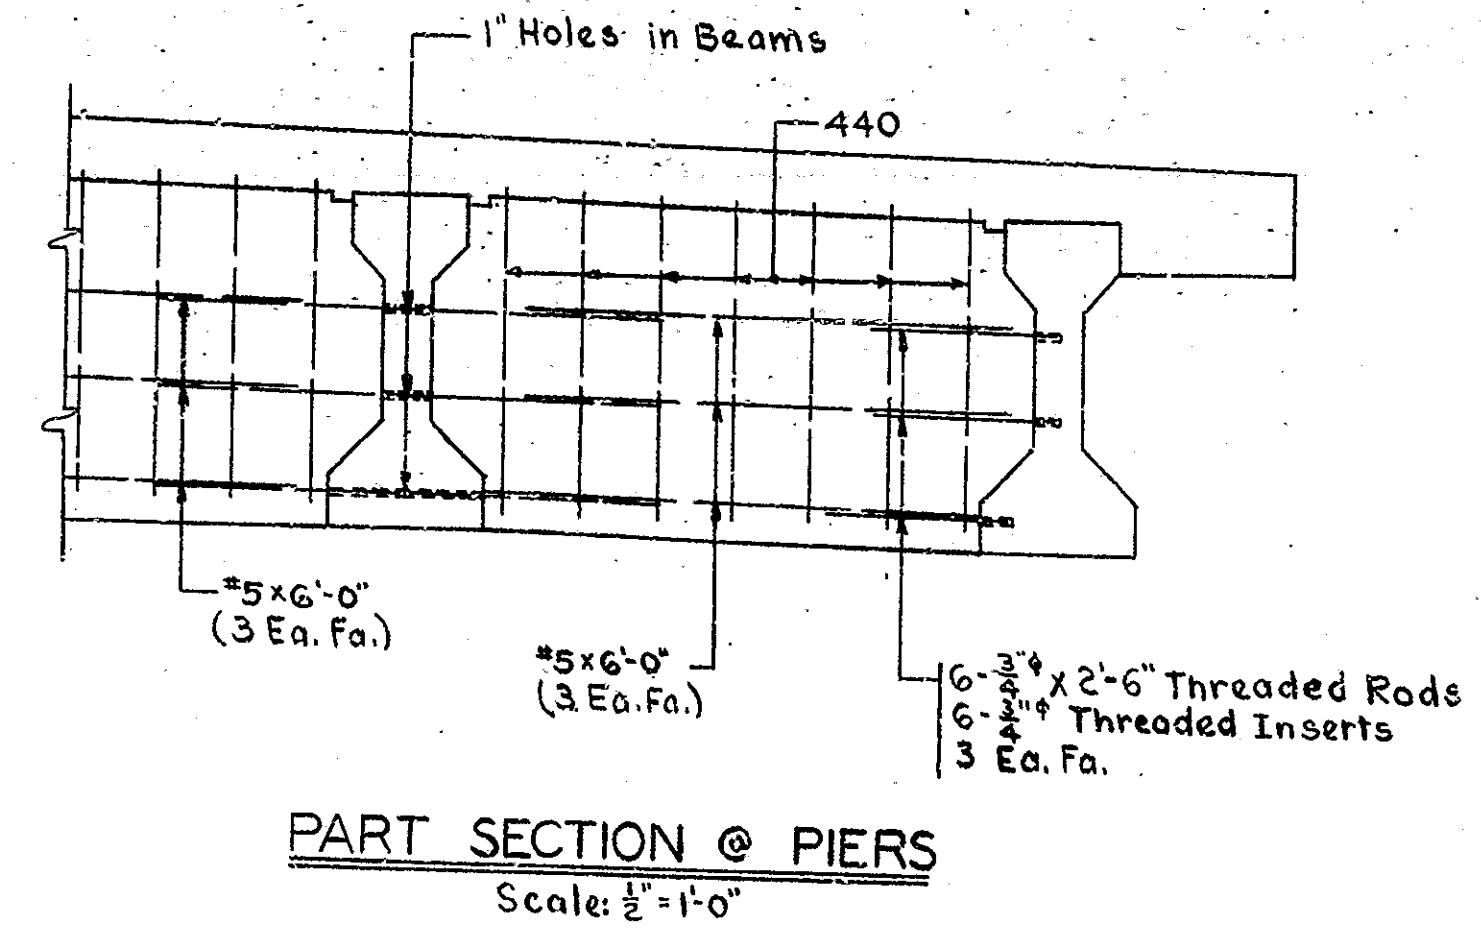 1" Holes in Beams
440
#5×6'-0"
(3 Ea. Fa.)
#5×6'-0"
(3 Ea. Fa.)
6-3/4"ϕ x 2'-6" Threaded Rods
6-3/4"ϕ Threaded Inserts
3 Ea. Fa.
PART SECTION @ PIERS
Scale: 1/2" = 1'-0"